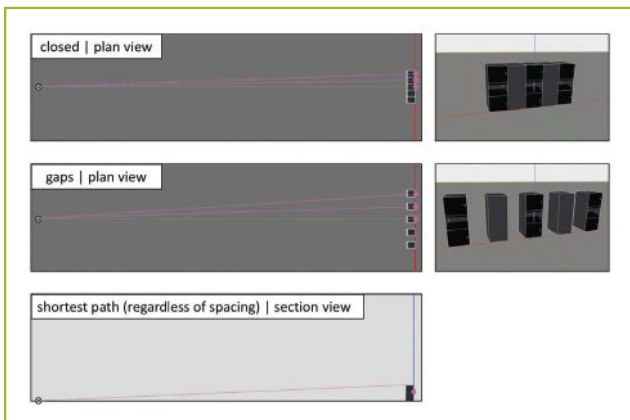 closed | plan view
gaps | plan view
shortest path (regardless of spacing) | section view